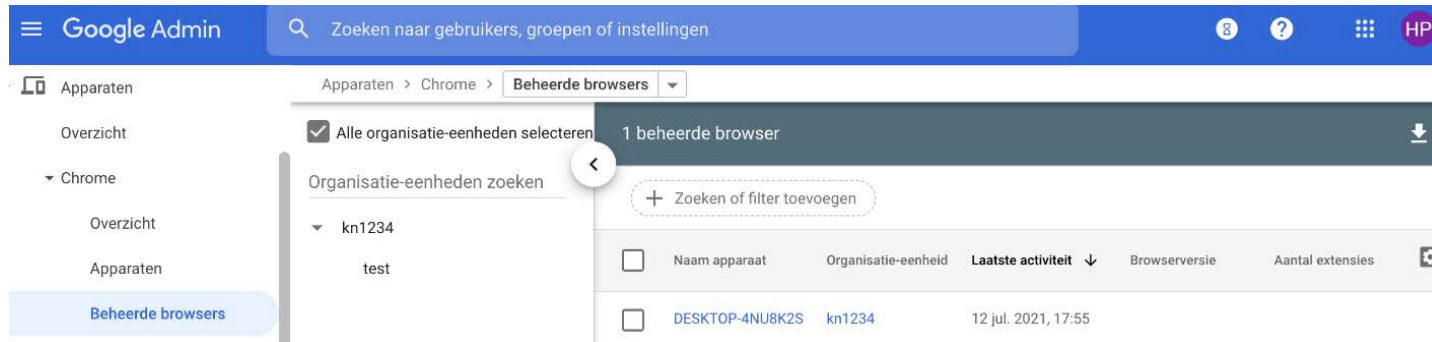 Google Admin
Zoeken naar gebruikers, groepen of instellingen
8
?
HP
Apparaten
Overzicht
Chrome
Overzicht
Apparaten
Beheerde browsers
Apparaten > Chrome > Beheerde browsers
Alle organisatie-eenheden selecteren
Organisatie-eenheden zoeken
kn1234
test
1 beheerde browser
+ Zoeken of filter toevoegen
Naam apparaat Organisatie-eenheid Laatste activiteit ↓ Browserversie Aantal extensies
DESKTOP-4NU8K2S kn1234 12 jul. 2021, 17:55